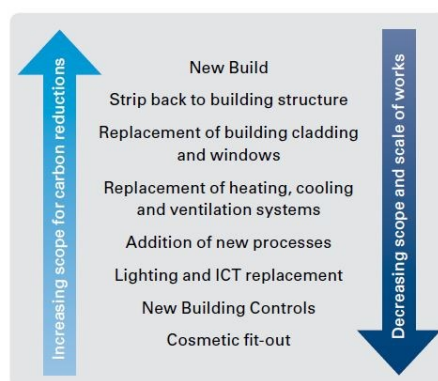 Increasing scope for carbon reductions
New Build
Strip back to building structure
Replacement of building cladding
and windows
Replacement of heating, cooling
and ventilation systems
Addition of new processes
Lighting and ICT replacement
New Building Controls
Cosmetic fit-out
Decreasing scope and scale of works